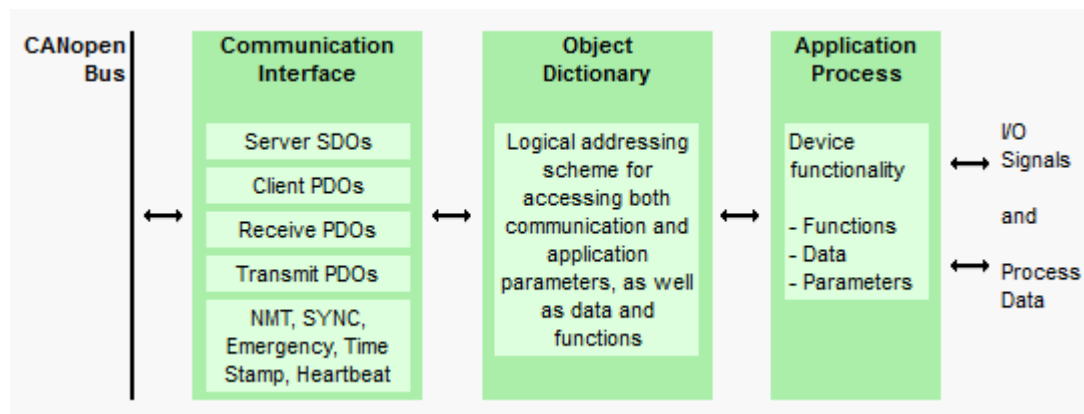 CANopen
Bus
Communication
Interface
Server SDOs
Client PDOs
Receive PDOs
Transmit PDOs
NMT, SYNC,
Emergency, Time
Stamp, Heartbeat
Object
Dictionary
Logical addressing
scheme for
accessing both
communication and
application
parameters, as well
as data and
functions
Application
Process
Device
functionality
- Functions
- Data
- Parameters
I/O
Signals
and
Process
Data